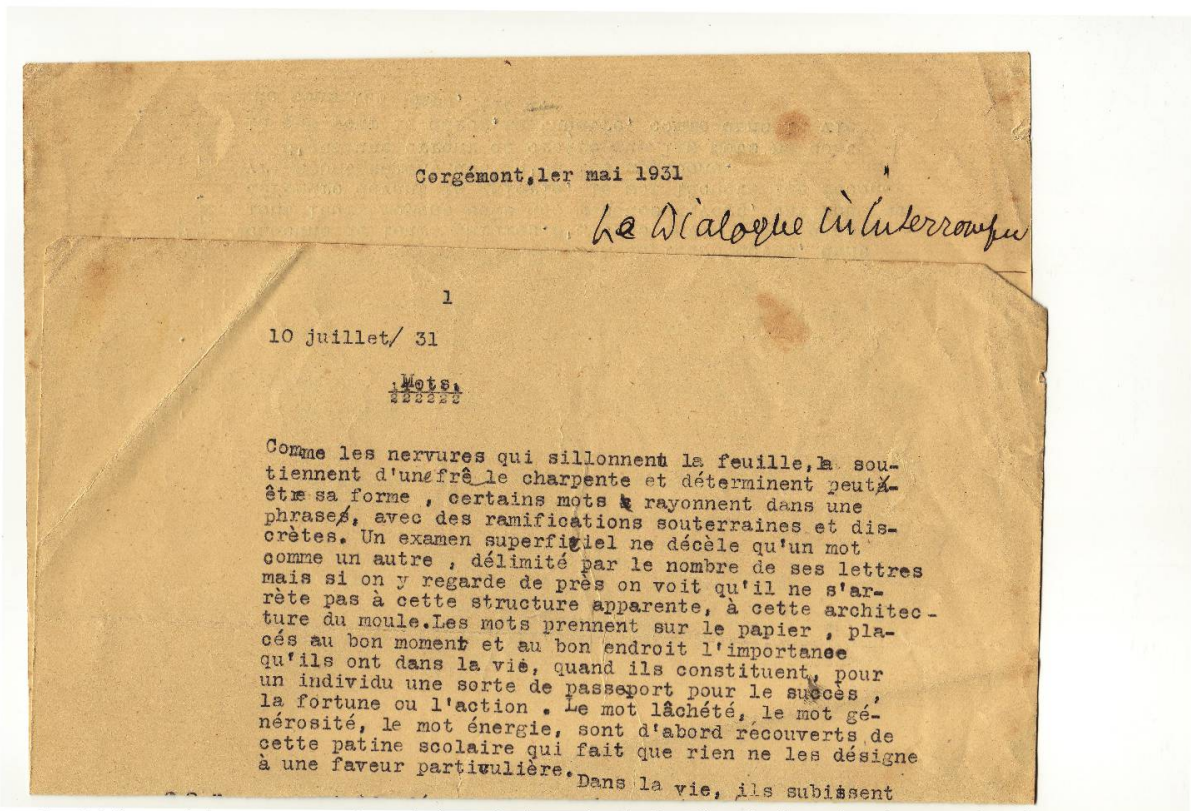 Corgémont,1er mai 1931
Le Dialogue Ininterrompu
1
10 juillet/ 31
Mots.
Comme les nervures qui sillonnent la feuille,la sou-
tiennent d'une frêle charpente et déterminent peut-
être sa forme , certains mots rayonnent dans une
phrase, avec des ramifications souterraines et dis-
crètes. Un examen superficiel ne décèle qu'un mot
comme un autre , délimité par le nombre de ses lettres
mais si on y regarde de près on voit qu'il ne s'ar-
rète pas à cette structure apparente, à cette architec-
ture du moule.Les mots prennent sur le papier , pla-
cés au bon moment et au bon endroit l'importance
qu'ils ont dans la vie, quand ils constituent, pour
un individu une sorte de passeport pour le succès ,
la fortune ou l'action . Le mot lâchété, le mot gé-
nérosité, le mot énergie, sont d'abord récouverts de
cette patine scolaire qui fait que rien ne les désigne
à une faveur particulière.
Dans la vie, ils subissent